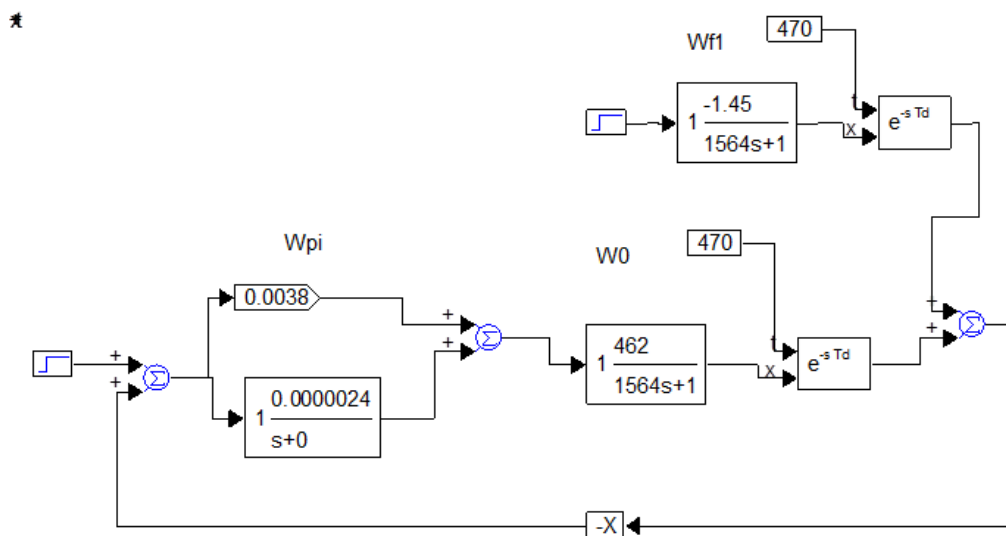 Wf1
470
1 -1.45
1564s+1
t
x
e-s Td
Wpi
W0
470
0.0038
+
+
+
+
Σ
+
+
Σ
1 462
1564s+1
t
x
e-s Td
+
+
Σ
1 0.0000024
s+0
-X